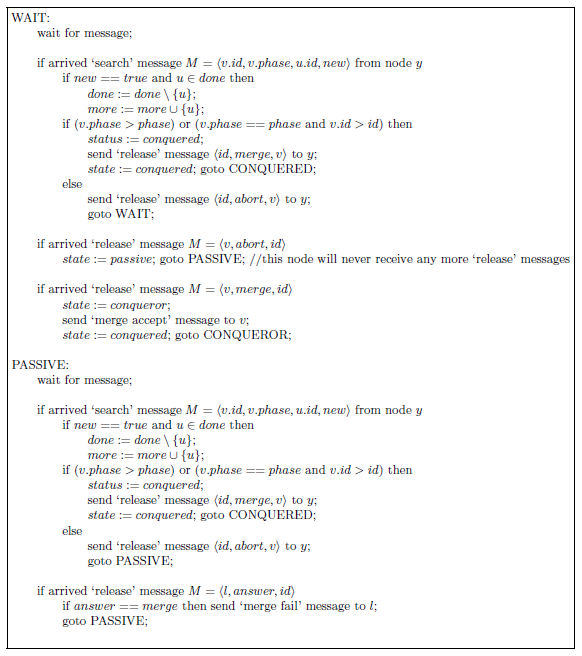 WAIT:
wait for message;
if arrived ‘search’ message M = ⟨v.id, v.phase, u.id, new⟩ from node y
if new == true and u ∈ done then
done := done \ {u};
more := more ∪ {u};
if (v.phase > phase) or (v.phase == phase and v.id > id) then
status := conquered;
send ‘release’ message ⟨id, merge, v⟩ to y;
state := conquered; goto CONQUERED;
else
send ‘release’ message ⟨id, abort, v⟩ to y;
goto WAIT;
if arrived ‘release’ message M = ⟨v, abort, id⟩
state := passive; goto PASSIVE; //this node will never receive any more ‘release’ messages
if arrived ‘release’ message M = ⟨v, merge, id⟩
state := conqueror;
send ‘merge accept’ message to v;
state := conquered; goto CONQUEROR;
PASSIVE:
wait for message;
if arrived ‘search’ message M = ⟨v.id, v.phase, u.id, new⟩ from node y
if new == true and u ∈ done then
done := done \ {u};
more := more ∪ {u};
if (v.phase > phase) or (v.phase == phase and v.id > id) then
status := conquered;
send ‘release’ message ⟨id, merge, v⟩ to y;
state := conquered; goto CONQUERED;
else
send ‘release’ message ⟨id, abort, v⟩ to y;
goto PASSIVE;
if arrived ‘release’ message M = ⟨l, answer, id⟩
if answer == merge then send ‘merge fail’ message to l;
goto PASSIVE;